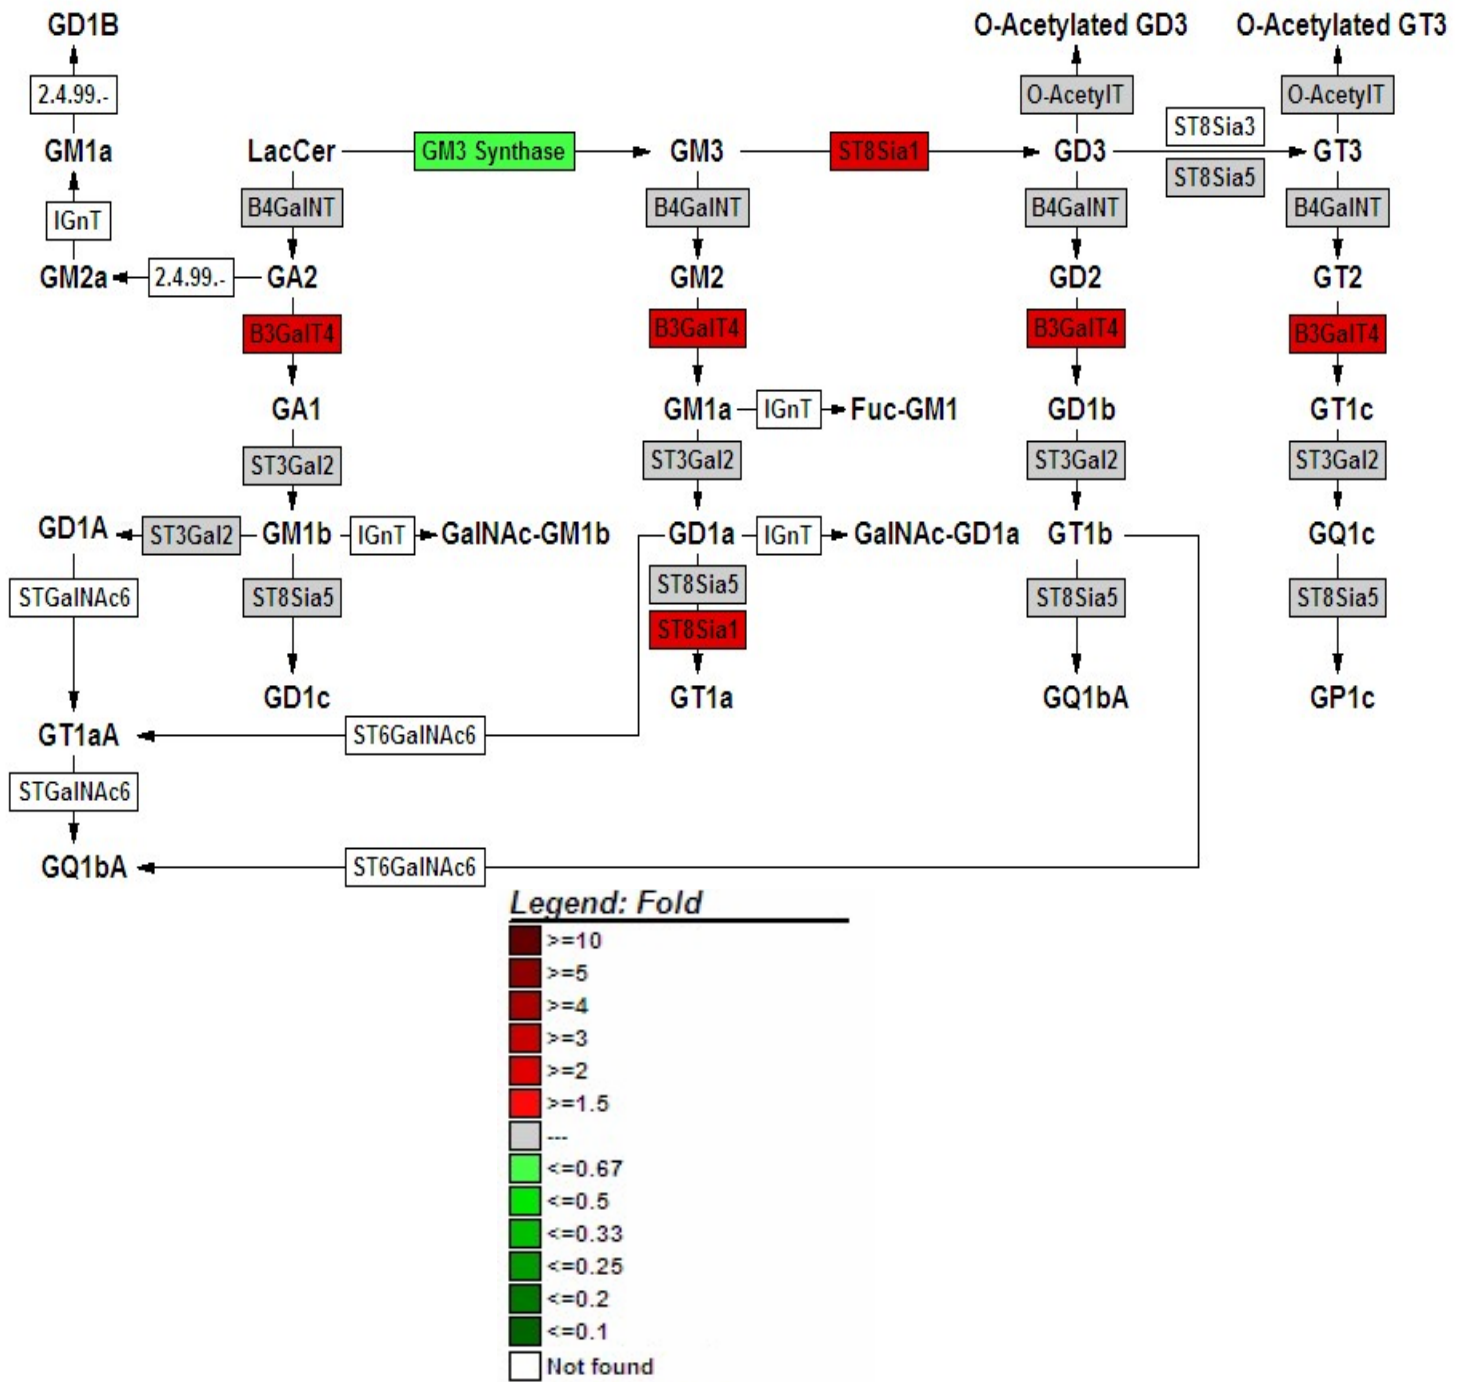 GD1B
O-Acetylated GD3
O-Acetylated GT3
2.4.99.-
O-AcetylT
O-AcetylT
ST8Sia3
GM1a
LacCer
GM3 Synthase
GM3
ST8Sia1
GD3
GT3
ST8Sia5
IGnT
B4GalNT
B4GalNT
B4GalNT
B4GalNT
GM2a
2.4.99.-
GA2
GM2
GD2
GT2
B3GalT4
B3GalT4
B3GalT4
B3GalT4
GA1
GM1a
IGnT
Fuc-GM1
GD1b
GT1c
ST3Gal2
ST3Gal2
ST3Gal2
ST3Gal2
GD1A
ST3Gal2
GM1b
IGnT
GalNAc-GM1b
GD1a
IGnT
GalNAc-GD1a
GT1b
GQ1c
STGalNAc6
ST8Sia5
ST8Sia5
ST8Sia5
ST8Sia5
ST8Sia1
GD1c
GT1a
GQ1bA
GP1c
GT1aA
ST6GalNAc6
STGalNAc6
GQ1bA
ST6GalNAc6
Legend: Fold
>=10
>=5
>=4
>=3
>=2
>=1.5
---
<=0.67
<=0.5
<=0.33
<=0.25
<=0.2
<=0.1
Not found